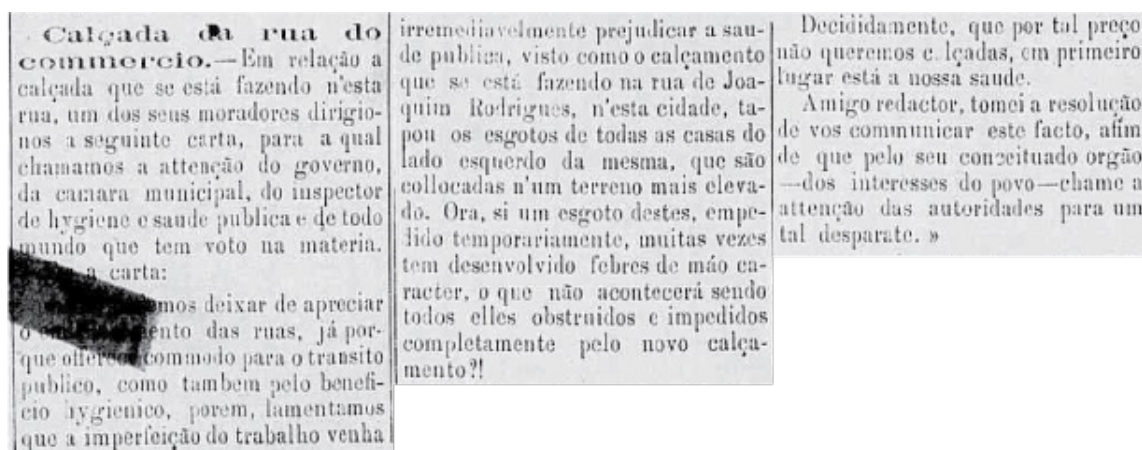 Calçada da rua do
commercio.—Em relação a
calçada que se está fazendo n'esta
rua, um dos seus moradores dirigio-
nos a seguinte carta, para a qual
chamamos a attenção do governo,
da camara municipal, do inspector
de hygiene e saude publica e de todo
mundo que tem voto na materia.
a carta:
mos deixar de apreciar
o ento das ruas, já por-
que offerece commodo para o transito
publico, como tambem pelo benefi-
cio hygienico, porem, lamentamos
que a imperfeição do trabalho venha
irremediavelmente prejudicar a sau-
de publica, visto como o calçamento
que se está fazendo na rua de Joa-
quim Rodrigues, n'esta cidade, ta-
pou os esgotos de todas as casas do
lado esquerdo da mesma, que são
collocadas n'um terreno mais eleva-
do. Ora, si um esgoto destes, empe-
dido temporariamente, muitas vezes
tem desenvolvido febres de máo ca-
racter, o que não acontecerá sendo
todos elles obstruidos e impedidos
completamente pelo novo calça-
mento?!
Decididamente, que por tal preço
não queremos c lçadas, em primeiro
lugar está a nossa saude.
Amigo redactor, tomei a resolução
de vos communicar este facto, afim
de que pelo seu conceituado orgão
—dos interesses do povo—chame a
attenção das autoridades para um
tal desparate. »